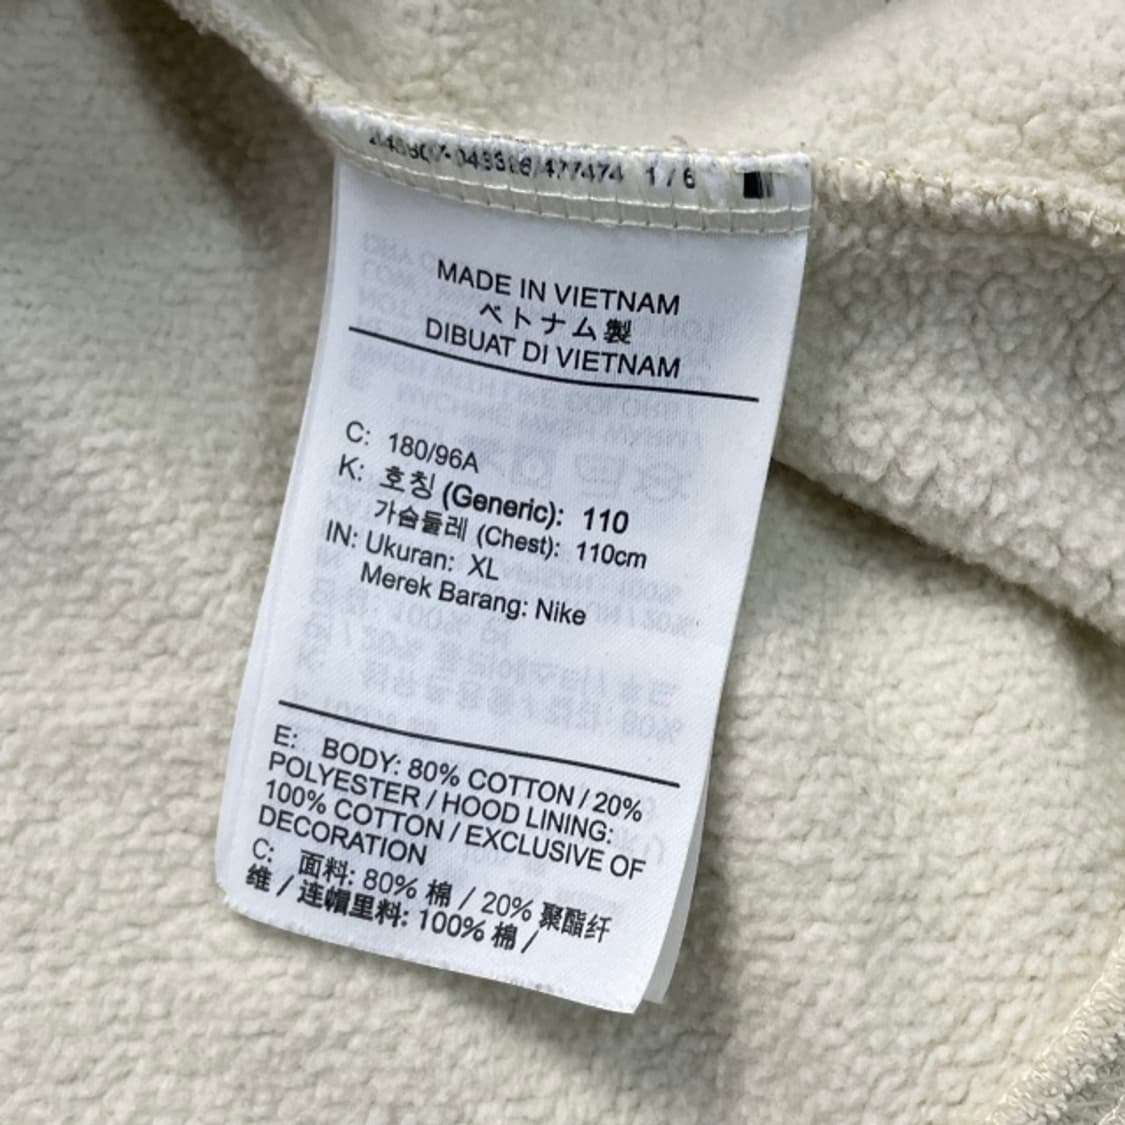 1 / 6
MADE IN VIETNAM
ベトナム製
DIBUAT DI VIETNAM
C: 180/96A
K: 호칭 (Generic): 110
가슴둘레 (Chest): 110cm
IN: Ukuran: XL
Merek Barang: Nike
E: BODY: 80% COTTON / 20%
POLYESTER / HOOD LINING:
100% COTTON / EXCLUSIVE OF
DECORATION
C: 面料: 80% 棉 / 20% 聚酯纤
维 / 连帽里料: 100% 棉 /